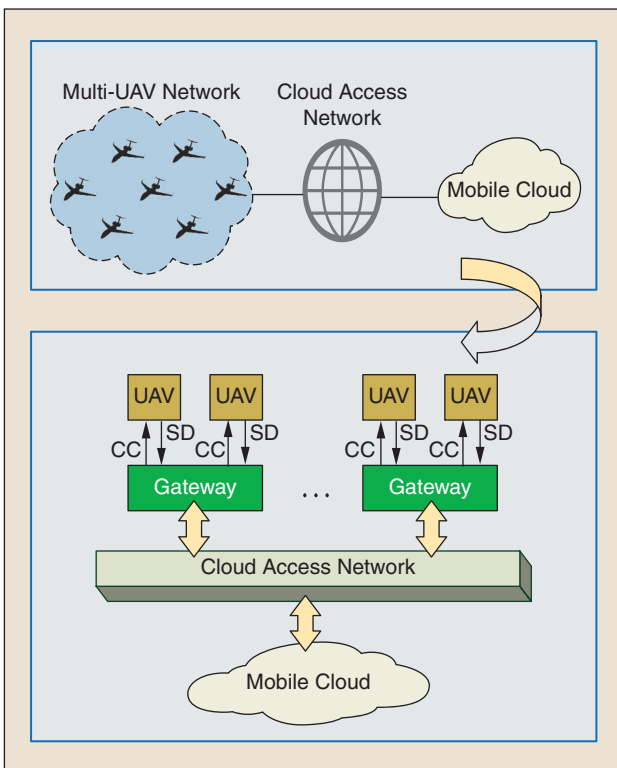 Multi-UAV Network
Cloud Access
Network
Mobile Cloud
UAV UAV UAV UAV
CC SD CC SD CC SD CC SD
Gateway ... Gateway
Cloud Access Network
Mobile Cloud